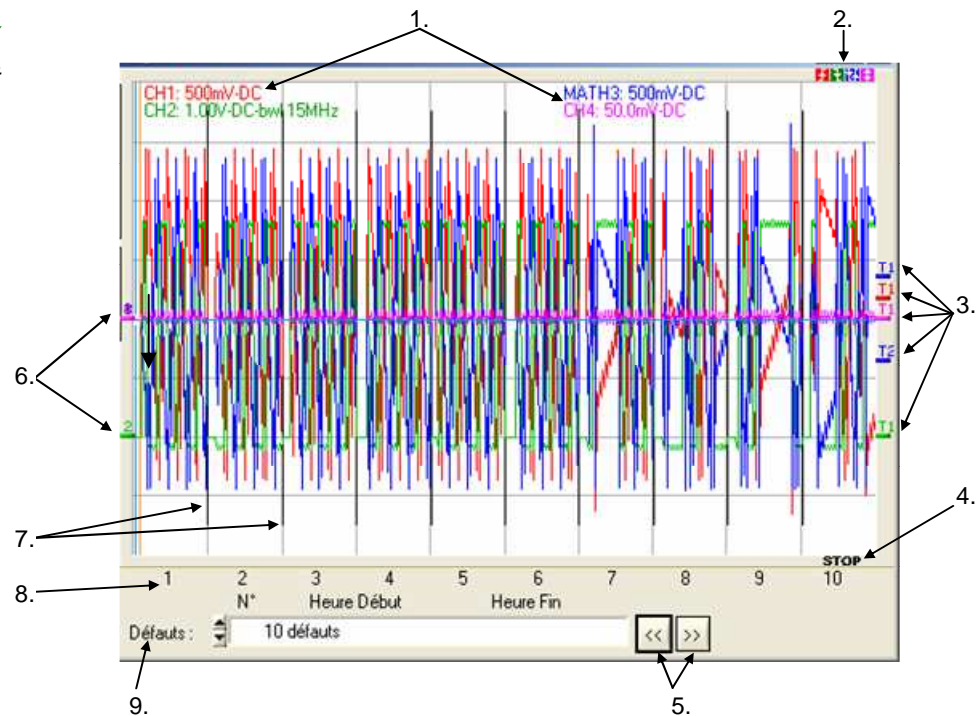 1.
2.
CH1: 500mV-DC
MATH3: 500mV-DC
CH2: 1.00V-DC-bwl 15MHz
CH4: 50.0mV-DC
T1
T1
3.
T1
T2
6.
2
T1
7.
4.
STOP
8.
1 2 3 4 5 6 7 8 9 10
N° Heure Début Heure Fin
Défauts : 10 défauts << >>
9.
5.